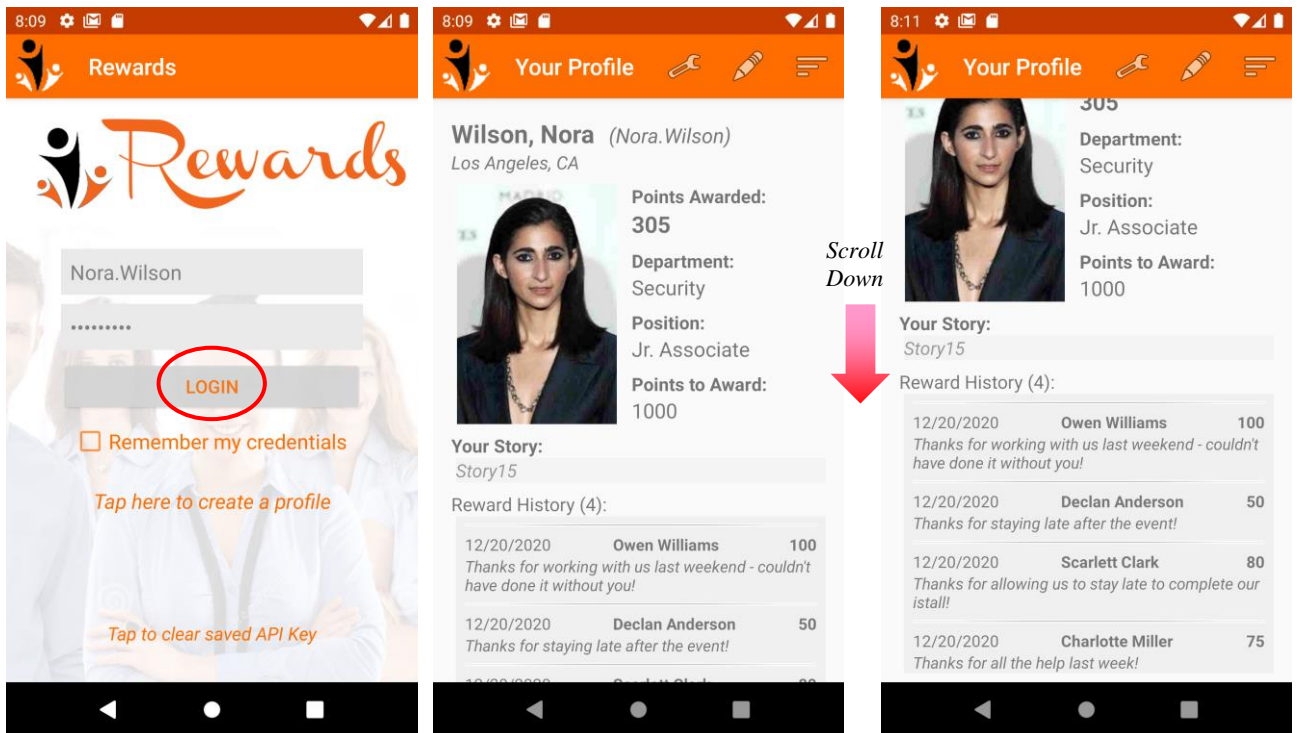 8:09
Rewards
Rewards
Nora.Wilson
•••••••••
LOGIN
Remember my credentials
Tap here to create a profile
Tap to clear saved API Key
8:09
Your Profile
Wilson, Nora (Nora.Wilson)
Los Angeles, CA
MADRID
Points Awarded:
305
Department:
Security
Position:
Jr. Associate
Points to Award:
1000
Your Story:
Story15
Reward History (4):
12/20/2020 Owen Williams 100
Thanks for working with us last weekend - couldn't
have done it without you!
12/20/2020 Declan Anderson 50
Thanks for staying late after the event!
12/20/2020 Scarlett Clark 80
Scroll
Down
8:11
Your Profile
305
Department:
Security
Position:
Jr. Associate
Points to Award:
1000
Your Story:
Story15
Reward History (4):
12/20/2020 Owen Williams 100
Thanks for working with us last weekend - couldn't
have done it without you!
12/20/2020 Declan Anderson 50
Thanks for staying late after the event!
12/20/2020 Scarlett Clark 80
Thanks for allowing us to stay late to complete our
istall!
12/20/2020 Charlotte Miller 75
Thanks for all the help last week!